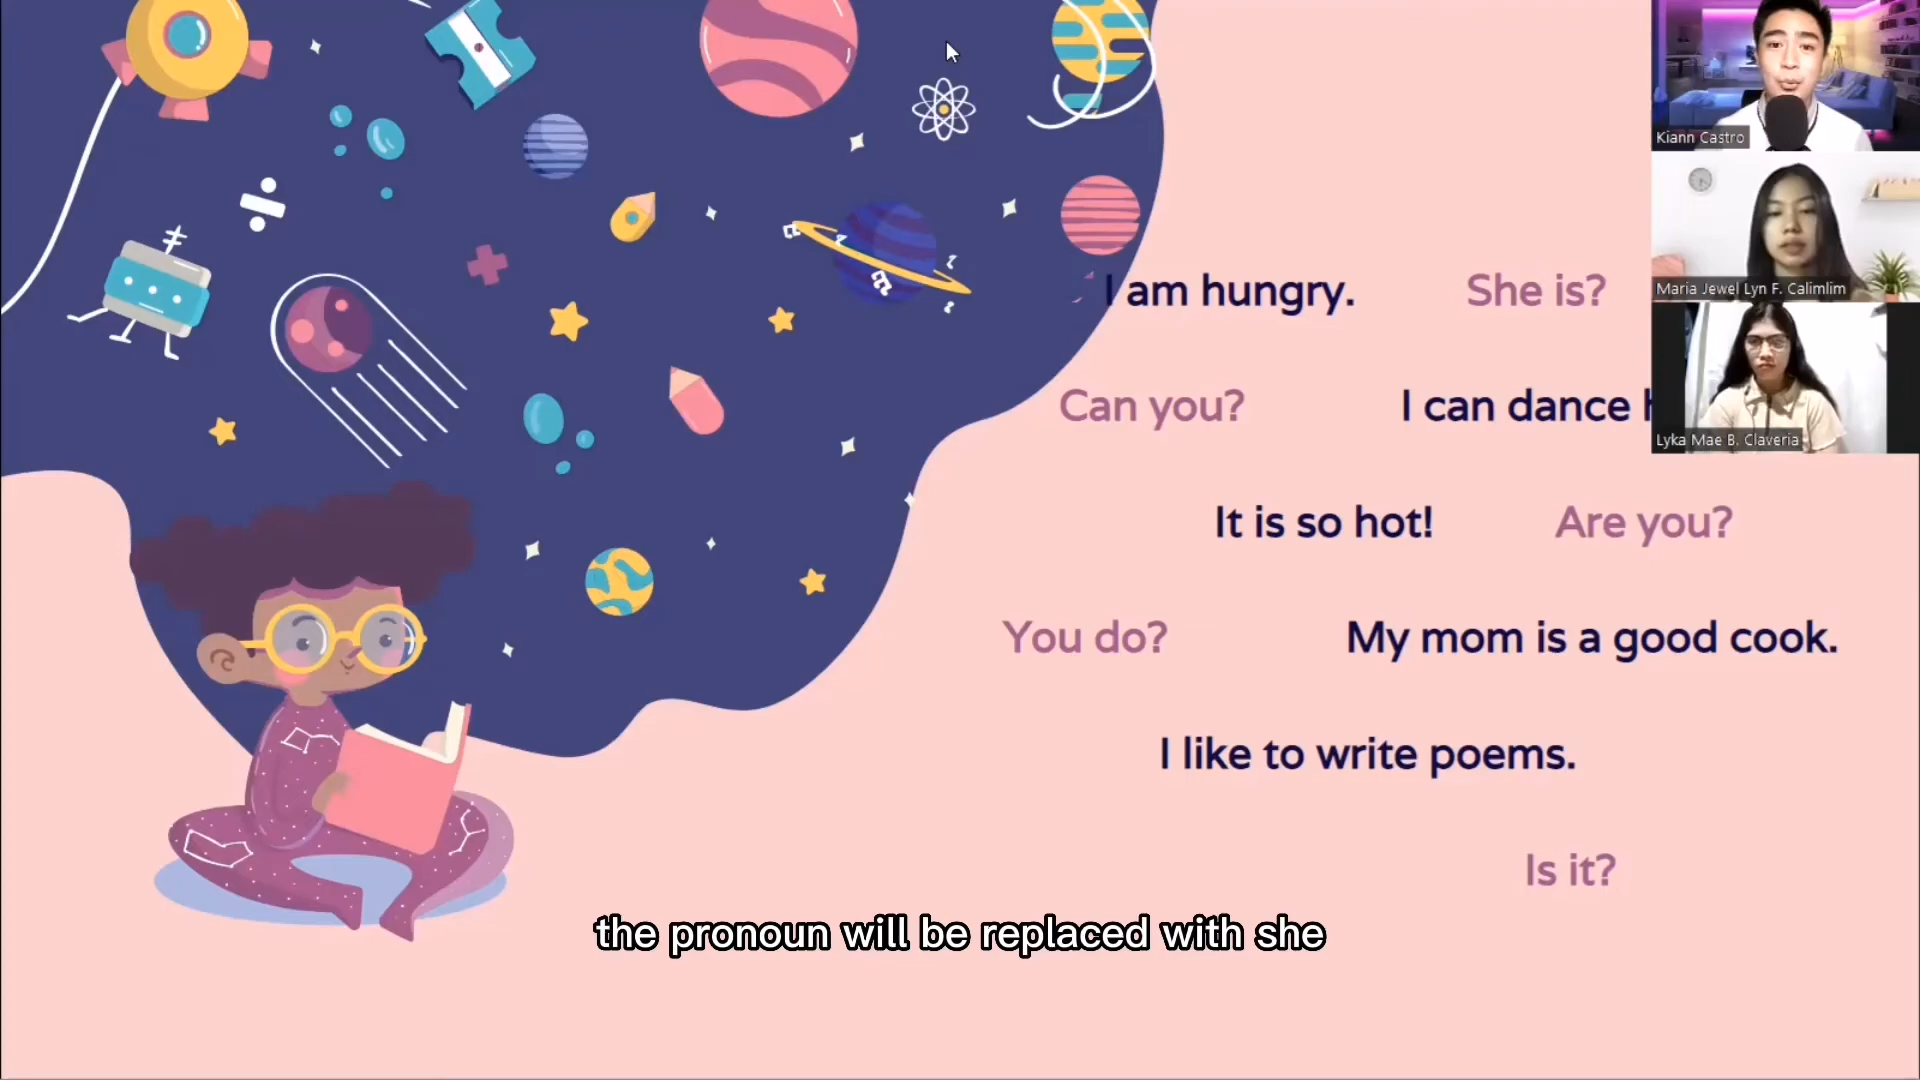 Kiann Castro
Maria Jewel Lyn F. Calimlim
Lyka Mae B. Claveria
I am hungry. She is?
Can you? I can dance
It is so hot! Are you?
You do? My mom is a good cook.
I like to write poems.
Is it?
the pronoun will be replaced with she